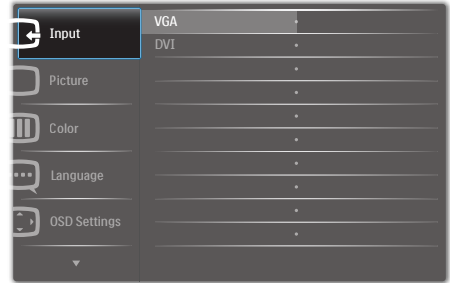 Input
VGA
DVI
Picture
Color
Language
OSD Settings